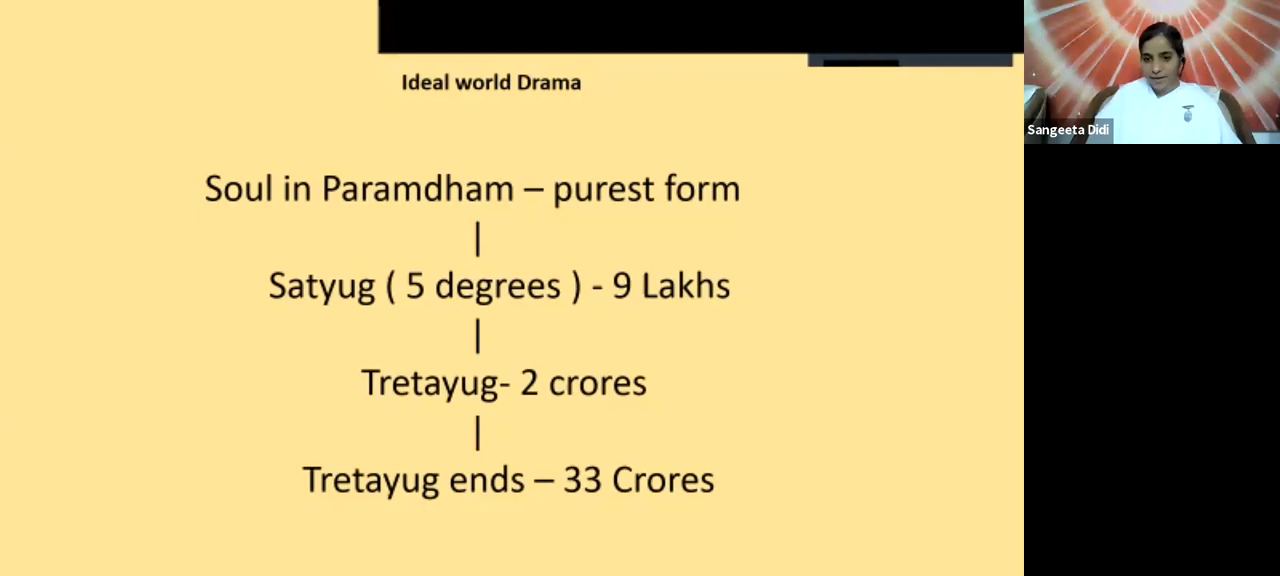 Ideal world Drama
Soul in Paramdham – purest form
|
Satyug ( 5 degrees ) - 9 Lakhs
|
Tretayug- 2 crores
|
Tretayug ends – 33 Crores
Sangeeta Didi